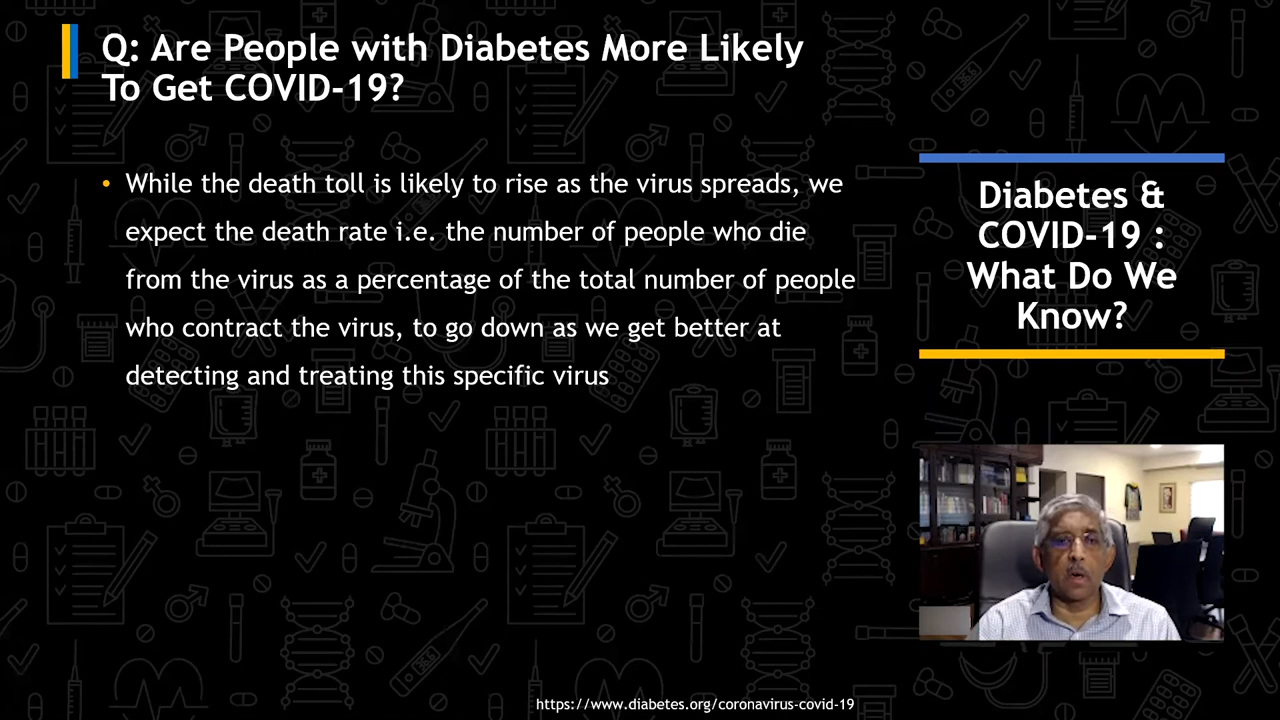 Q: Are People with Diabetes More Likely
To Get COVID-19?
• While the death toll is likely to rise as the virus spreads, we
expect the death rate i.e. the number of people who die
from the virus as a percentage of the total number of people
who contract the virus, to go down as we get better at
detecting and treating this specific virus
Diabetes &
COVID-19 :
What Do We
Know?
https://www.diabetes.org/coronavirus-covid-19